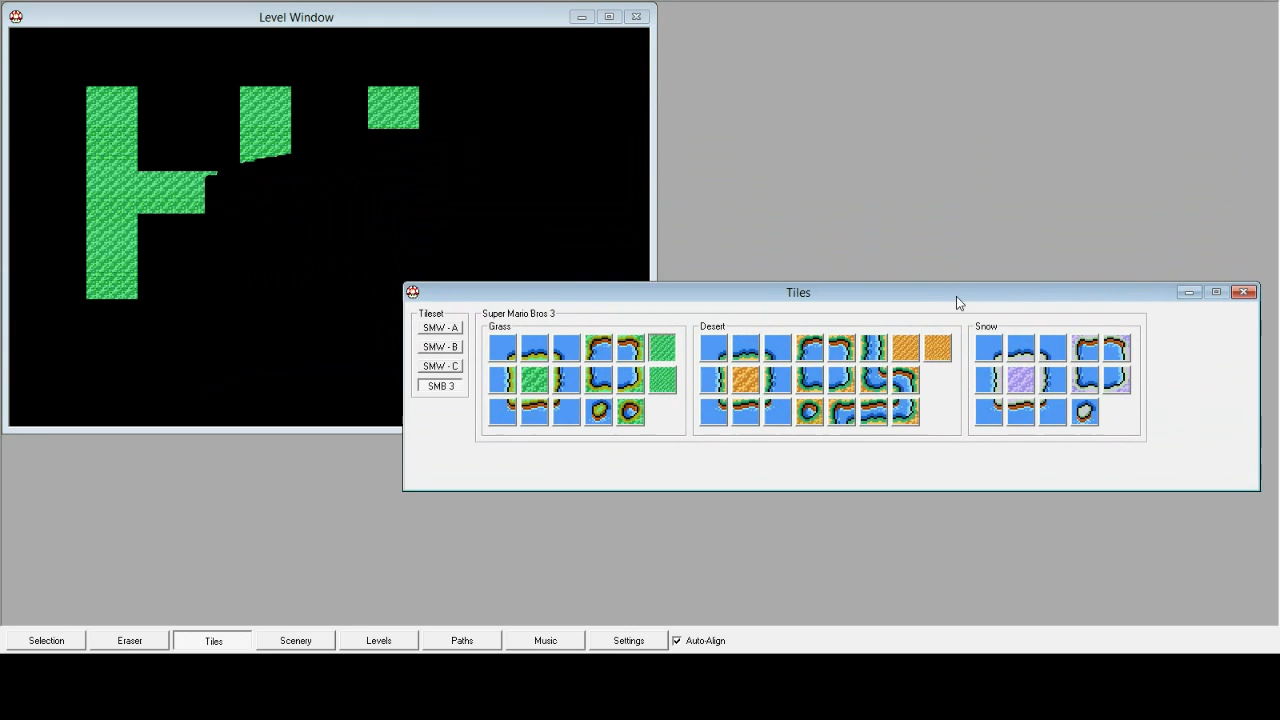 Level Window
Tiles
Tileset
SMW - A
SMW - B
SMW - C
SMB 3
Super Mario Bros 3
Grass
Desert
Snow
Selection
Eraser
Tiles
Scenery
Levels
Paths
Music
Settings
Auto-Align